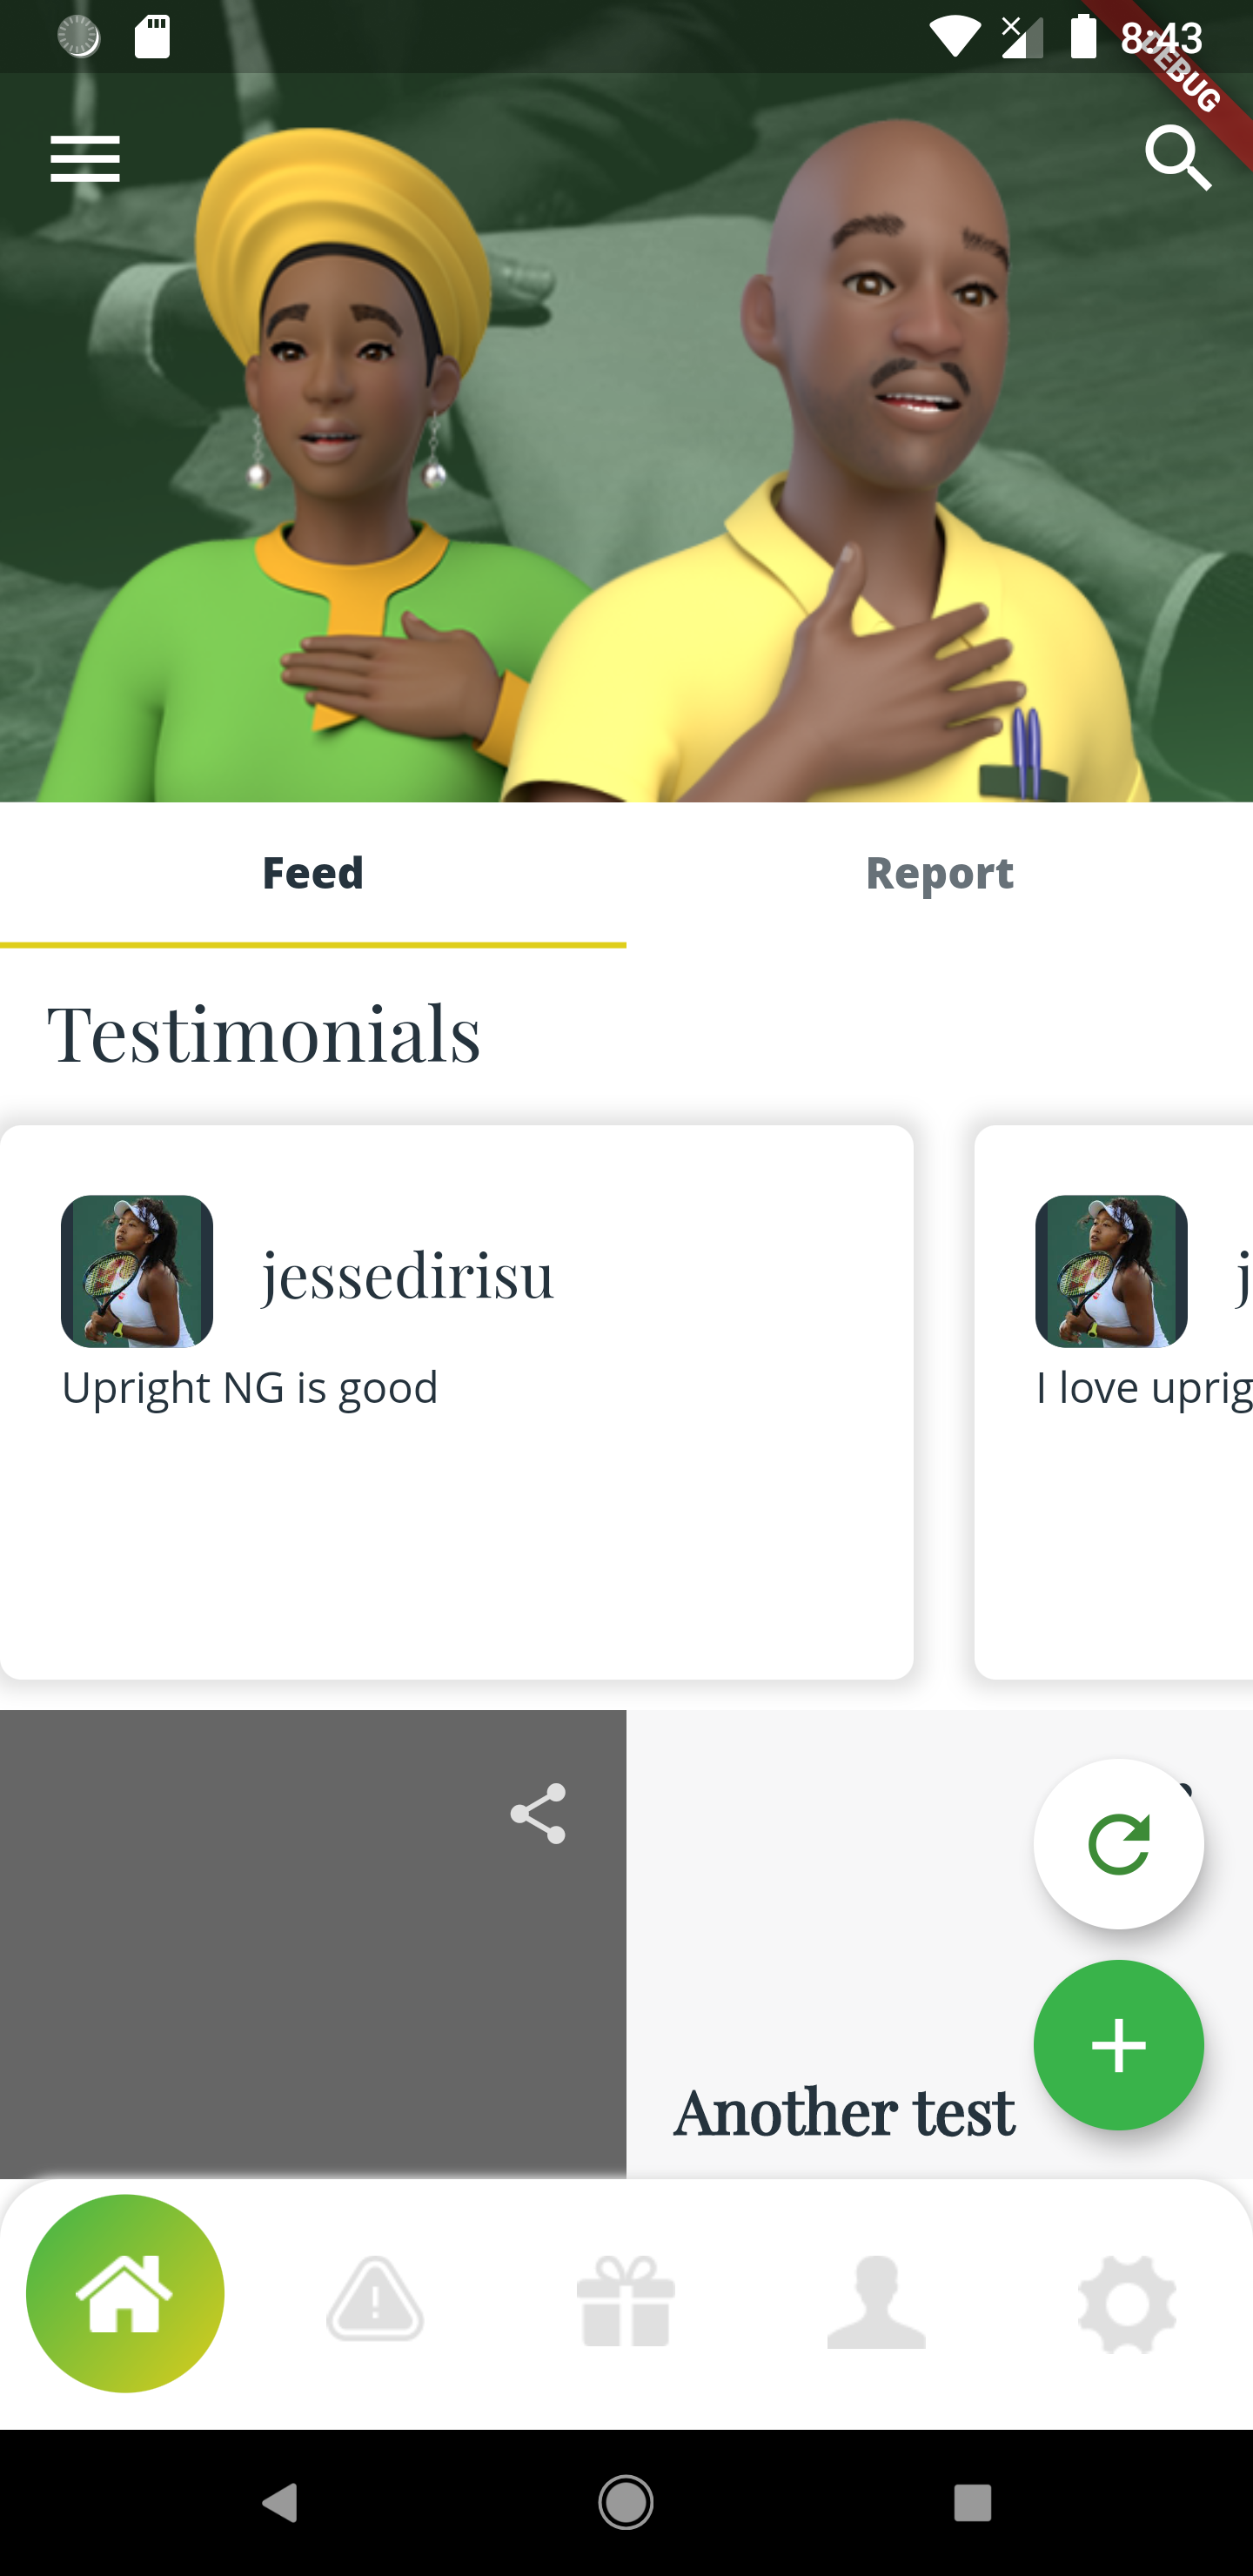 8:43
DEBUG
Feed
Report
Testimonials
jessedirisu
j
Upright NG is good
I love uprig
Another test